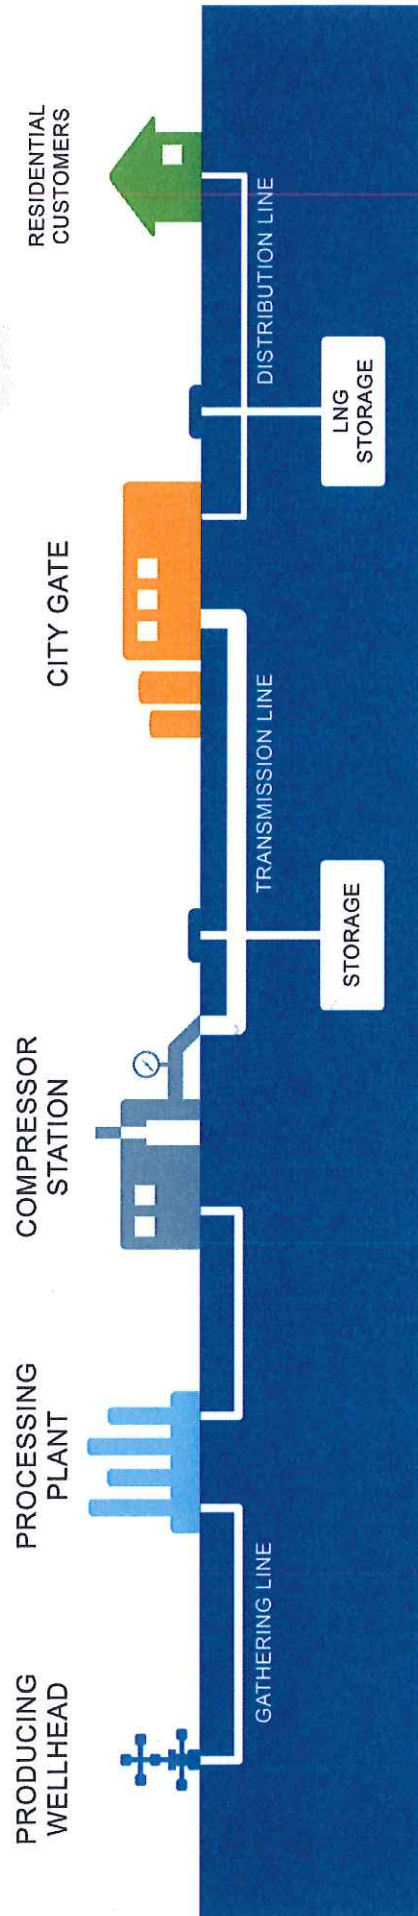 PRODUCING
WELLHEAD
PROCESSING
PLANT
COMPRESSOR
STATION
CITY GATE
RESIDENTIAL
CUSTOMERS
GATHERING LINE
TRANSMISSION LINE
DISTRIBUTION LINE
STORAGE
LNG
STORAGE